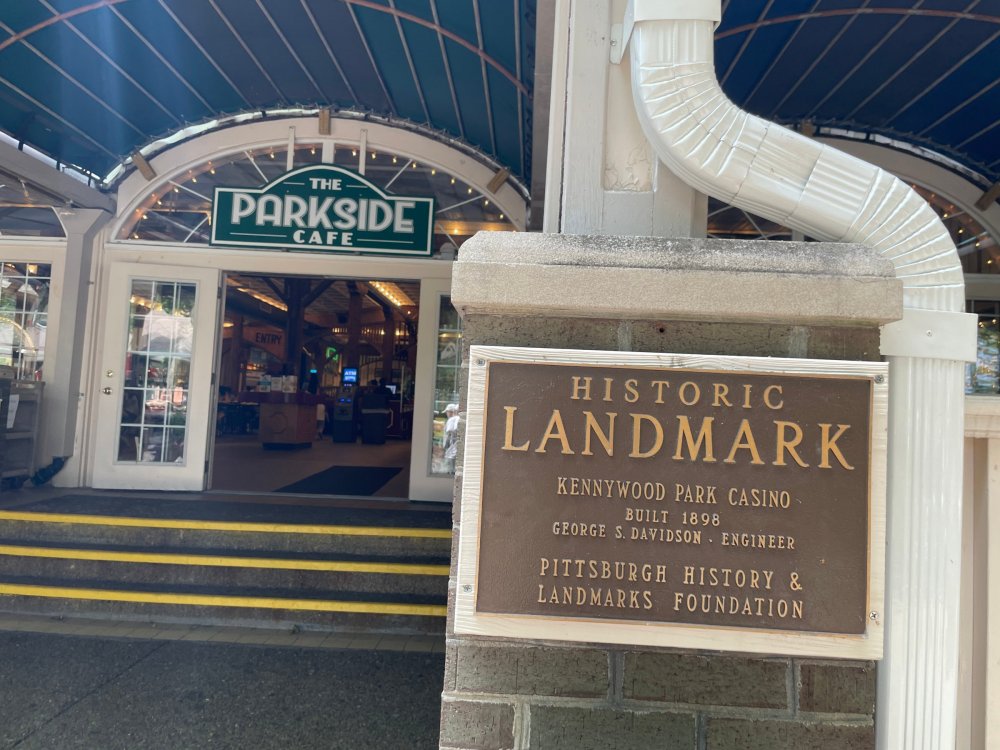 THE
PARKSIDE
CAFE
ENTRY
HISTORIC
LANDMARK
KENNYWOOD PARK CASINO
BUILT 1898
GEORGE S. DAVIDSON · ENGINEER
PITTSBURGH HISTORY &
LANDMARKS FOUNDATION